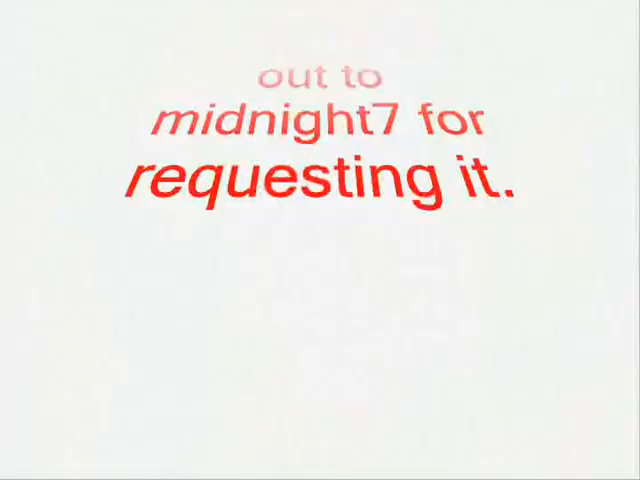 out to
midnight7 for
requesting it.